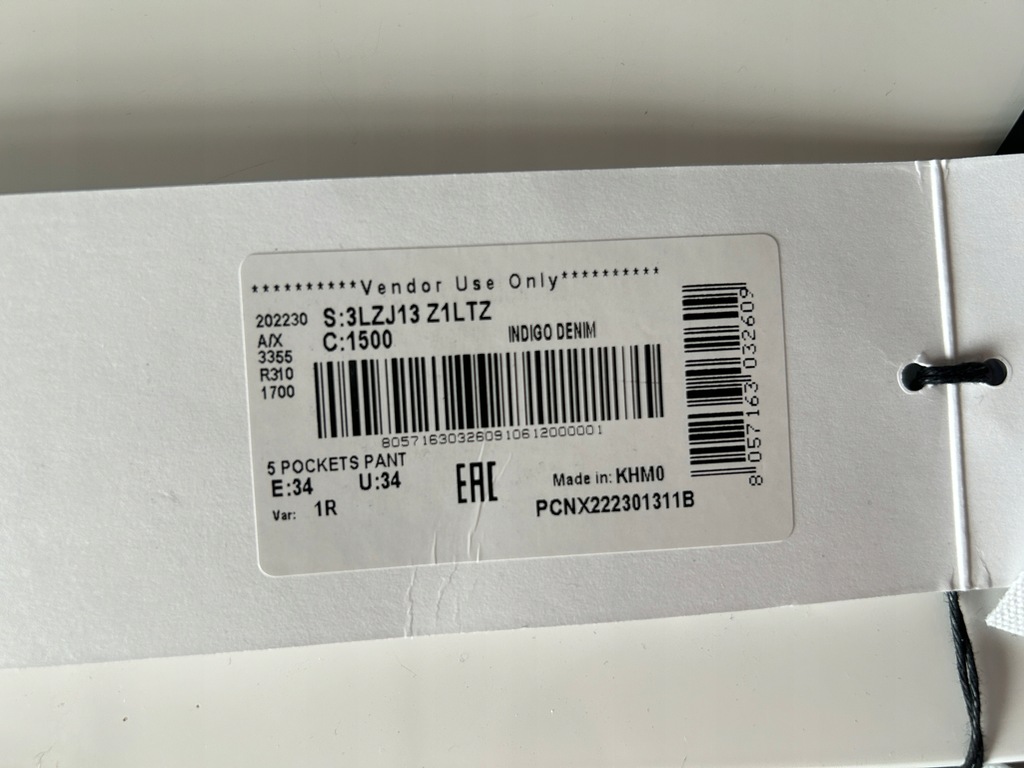 **********Vendor Use Only**********
202230 S:3LZJ13 Z1LTZ
A/X C:1500 INDIGO DENIM
3355
R310
1700
805716303260910612000001
8 057163 032609
5 POCKETS PANT
E:34 U:34
EAC
Made in: KHM0
Var: 1R
PCNX222301311B